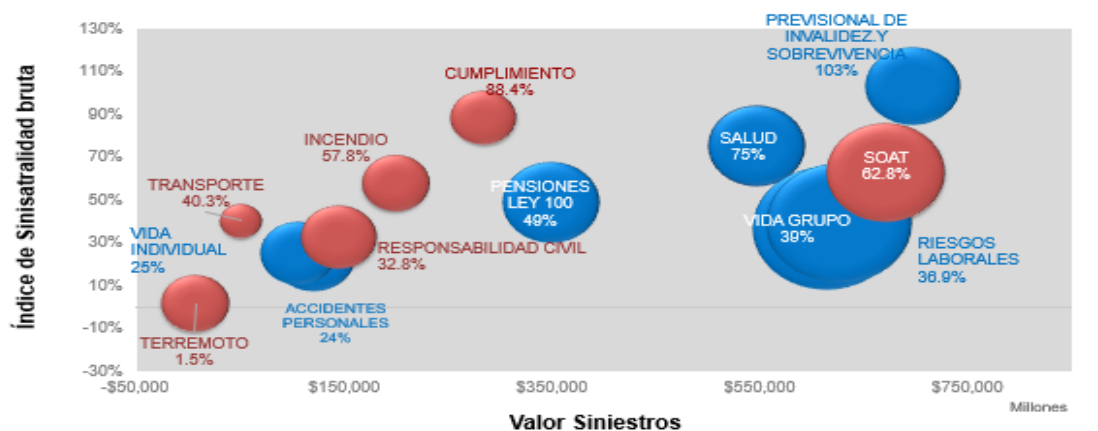 Índice de Sinisatralidad bruta
130%
110%
90%
70%
50%
30%
10%
-10%
-30%
PREVISIONAL DE
INVALIDEZ.Y
SOBREVIVENCIA
103%
CUMPLIMIENTO
88.4%
INCENDIO
57.8%
TRANSPORTE
40.3%
SALUD
75%
SOAT
62.8%
PENSIONES
LEY 100
49%
VIDA GRUPO
39%
VIDA
INDIVIDUAL
25%
RESPONSABILIDAD CIVIL
32.8%
RIESGOS
LABORALES
36.9%
ACCIDENTES
PERSONALES
24%
TERREMOTO
1.5%
-$50,000
$150,000
$350,000
$550,000
$750,000
Millones
Valor Siniestros